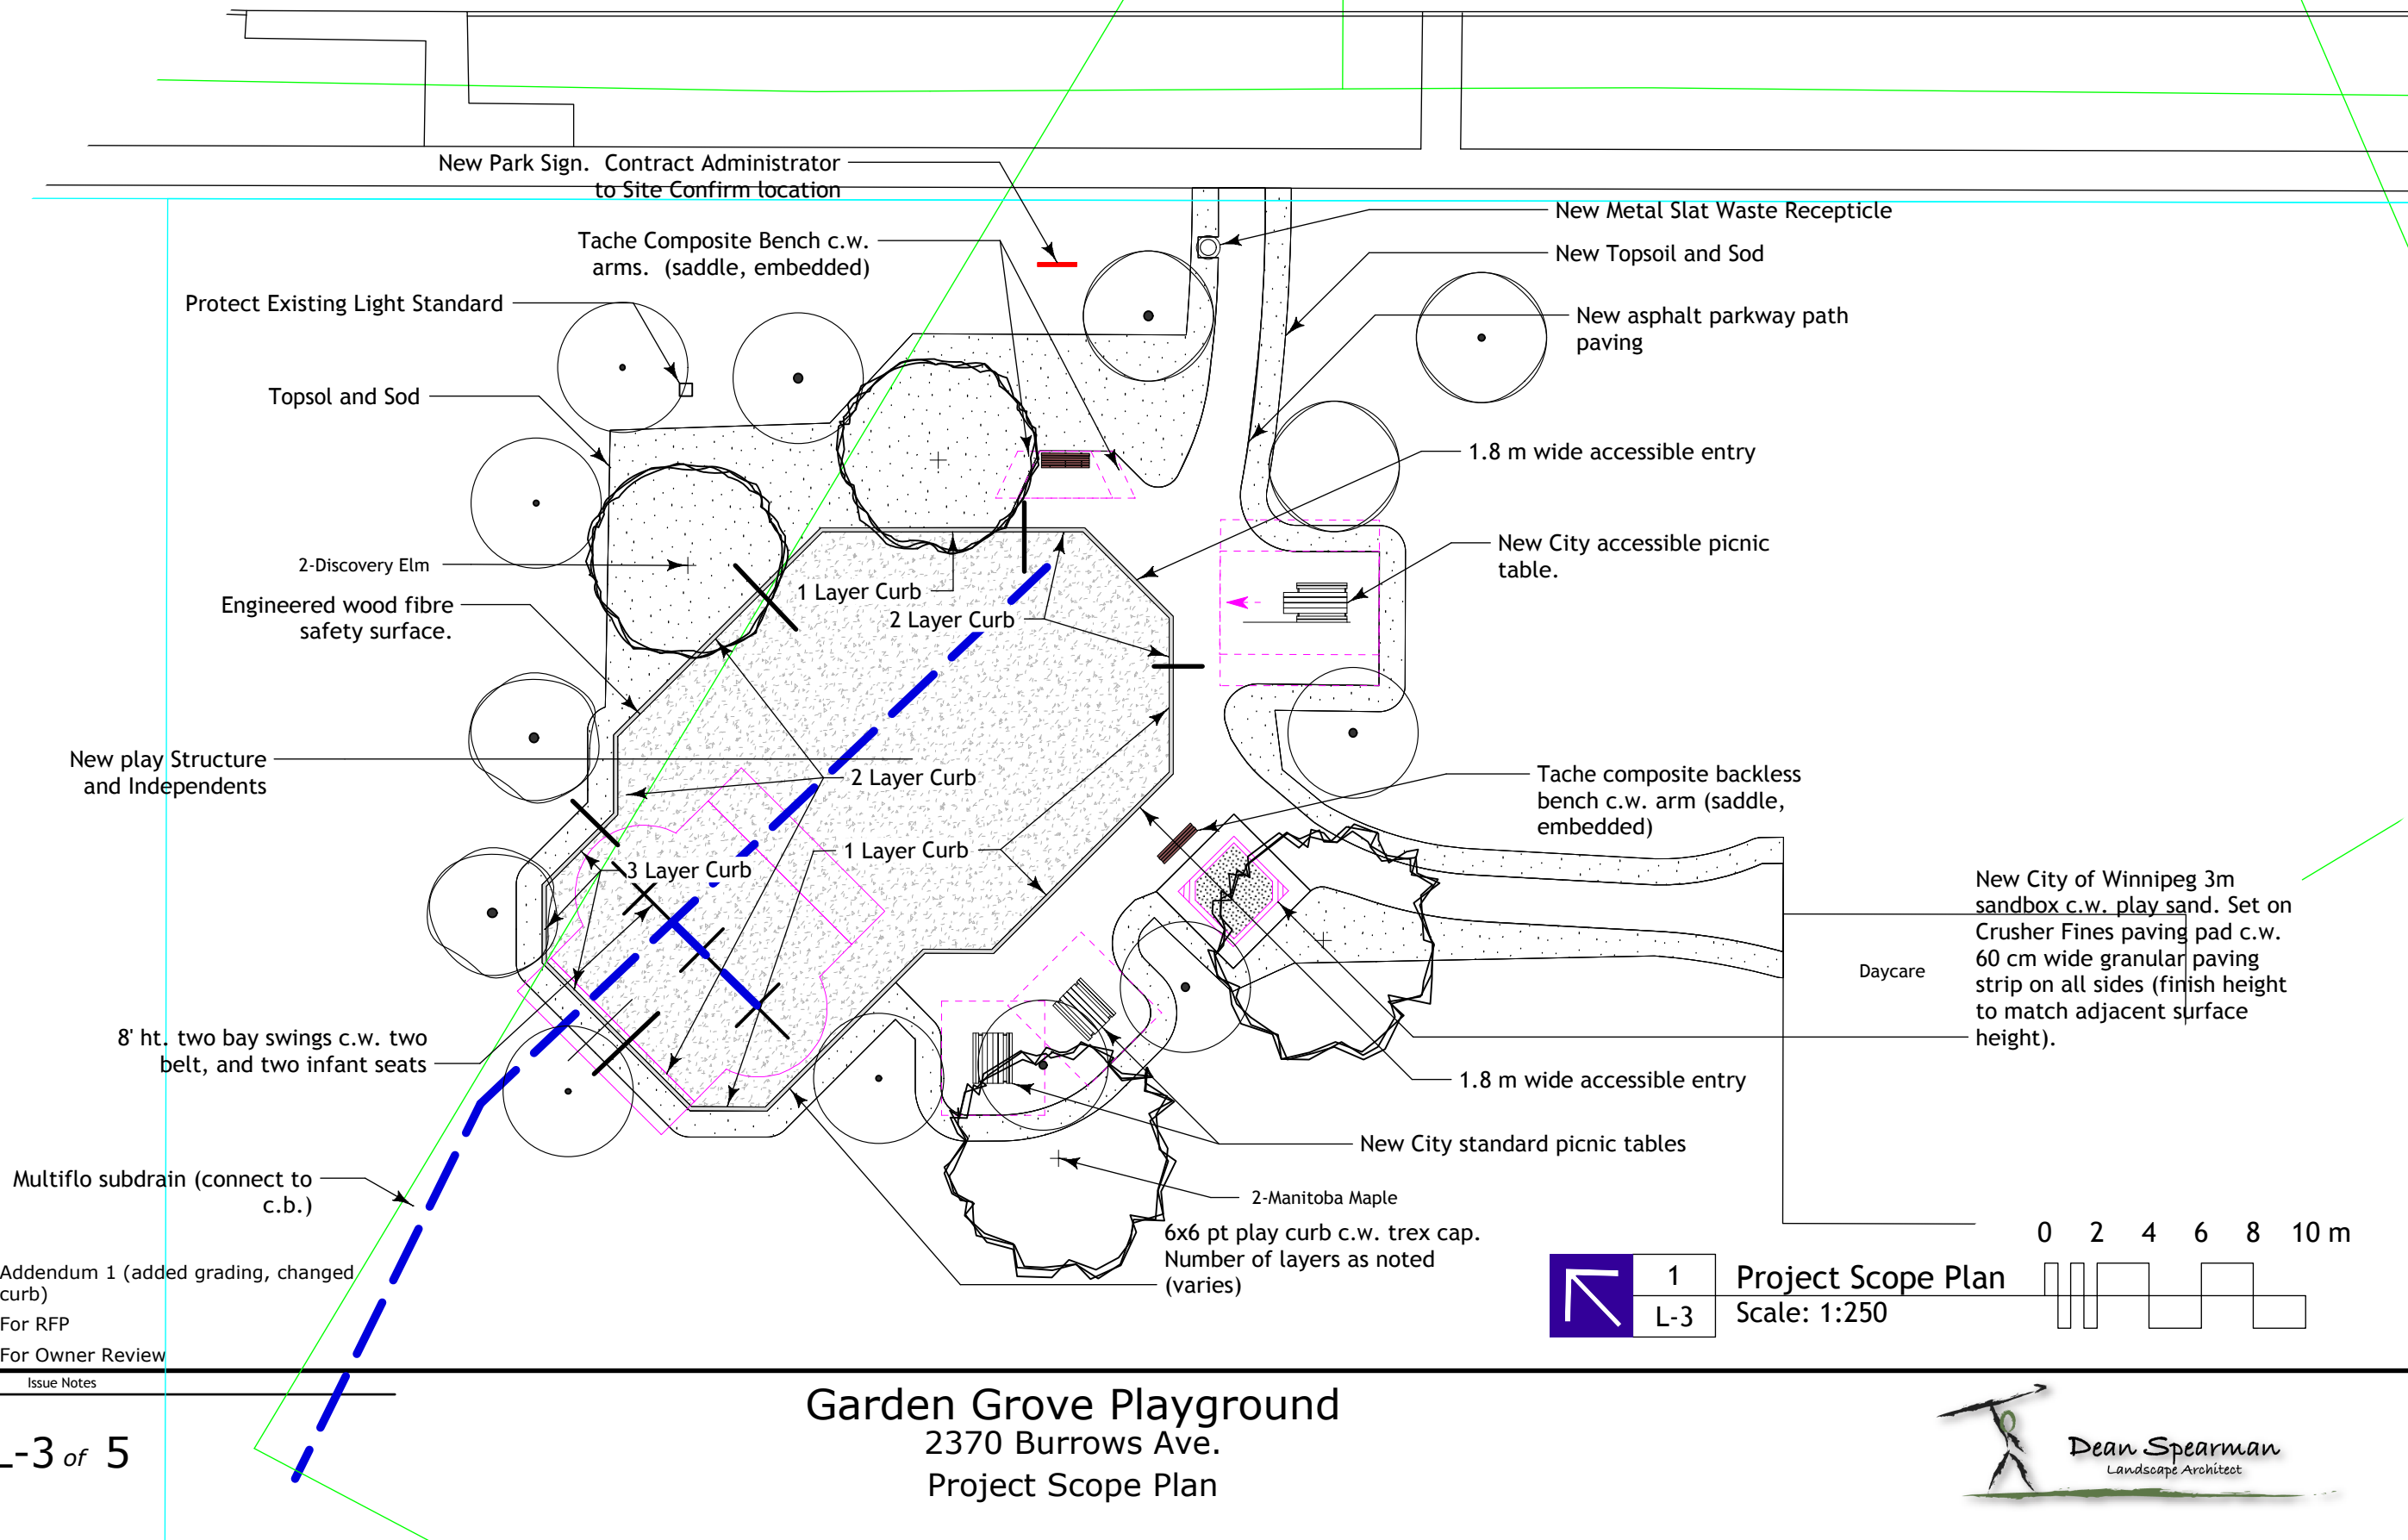 New Park Sign.  Contract Administrator
to Site Confirm location
Tache Composite Bench c.w.
arms.  (saddle, embedded)
Protect Existing Light Standard
Topsol and Sod
2-Discovery Elm
Engineered wood fibre
safety surface.
New play Structure
and Independents
8' ht. two bay swings c.w. two
belt, and two infant seats
Multiflo subdrain (connect to
c.b.)
New Metal Slat Waste Recepticle
New Topsoil and Sod
New asphalt parkway path
paving
1.8 m wide accessible entry
New City accessible picnic
table.
1 Layer Curb
2 Layer Curb
2 Layer Curb
1 Layer Curb
3 Layer Curb
Tache composite backless
bench c.w. arm (saddle,
embedded)
New City of Winnipeg 3m
sandbox c.w. play sand. Set on
Crusher Fines paving pad c.w.
60 cm wide granular paving
strip on all sides (finish height
to match adjacent surface
height).
Daycare
1.8 m wide accessible entry
New City standard picnic tables
2-Manitoba Maple
6x6 pt play curb c.w. trex cap.
Number of layers as noted
(varies)
0 2 4 6 8 10 m
1
L-3
Project Scope Plan
Scale: 1:250
Addendum 1 (added grading, changed
curb)
For RFP
For Owner Review
Issue Notes
L-3 of 5
Garden Grove Playground
2370 Burrows Ave.
Project Scope Plan
Dean Spearman
Landscape Architect